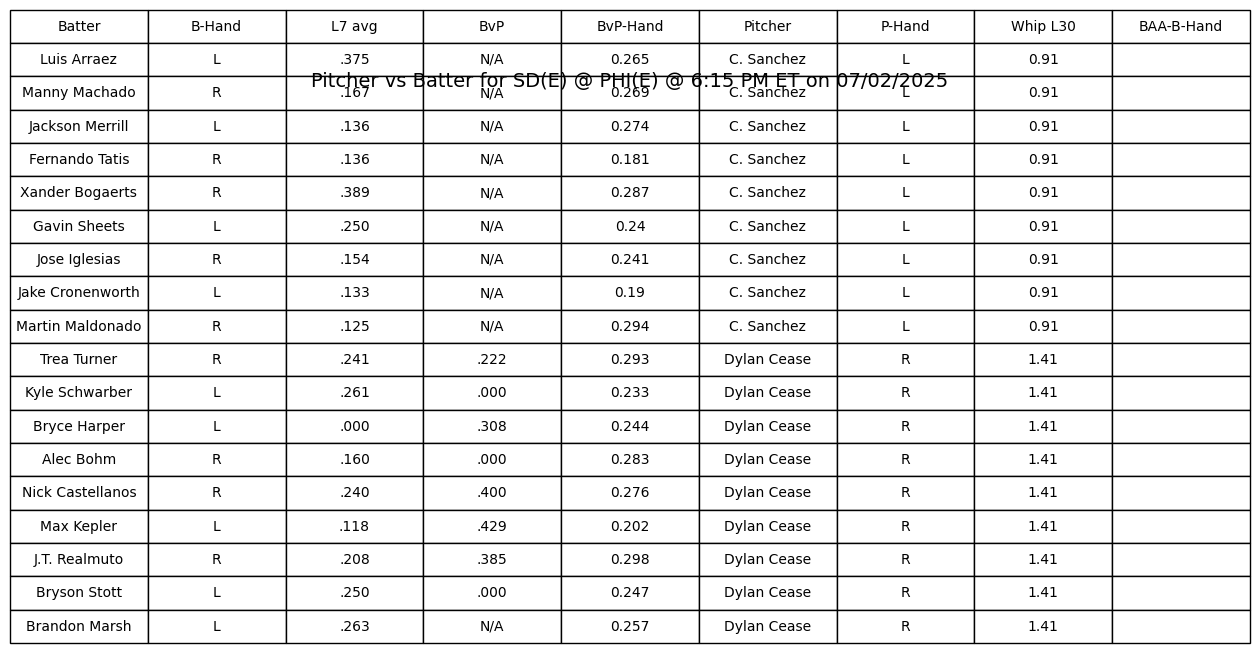 Batter B-Hand L7 avg BvP BvP-Hand Pitcher P-Hand Whip L30 BAA-B-Hand
Luis Arraez L .375 N/A 0.265 C. Sanchez L 0.91
Pitcher vs Batter for SD(E) @ PHI(E) @ 6:15 PM ET on 07/02/2025
Manny Machado R .167 N/A 0.269 C. Sanchez L 0.91
Jackson Merrill L .136 N/A 0.274 C. Sanchez L 0.91
Fernando Tatis R .136 N/A 0.181 C. Sanchez L 0.91
Xander Bogaerts R .389 N/A 0.287 C. Sanchez L 0.91
Gavin Sheets L .250 N/A 0.24 C. Sanchez L 0.91
Jose Iglesias R .154 N/A 0.241 C. Sanchez L 0.91
Jake Cronenworth L .133 N/A 0.19 C. Sanchez L 0.91
Martin Maldonado R .125 N/A 0.294 C. Sanchez L 0.91
Trea Turner R .241 .222 0.293 Dylan Cease R 1.41
Kyle Schwarber L .261 .000 0.233 Dylan Cease R 1.41
Bryce Harper L .000 .308 0.244 Dylan Cease R 1.41
Alec Bohm R .160 .000 0.283 Dylan Cease R 1.41
Nick Castellanos R .240 .400 0.276 Dylan Cease R 1.41
Max Kepler L .118 .429 0.202 Dylan Cease R 1.41
J.T. Realmuto R .208 .385 0.298 Dylan Cease R 1.41
Bryson Stott L .250 .000 0.247 Dylan Cease R 1.41
Brandon Marsh L .263 N/A 0.257 Dylan Cease R 1.41